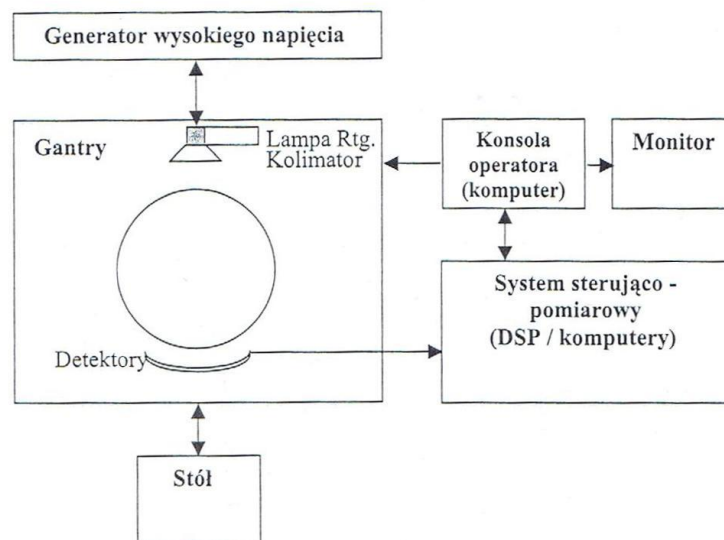 Generator wysokiego napięcia
Gantry
Lampa Rtg.
Kolimator
Konsola
operatora
(komputer)
Monitor
System sterująco -
pomiarowy
(DSP / komputery)
Detektory
Stół